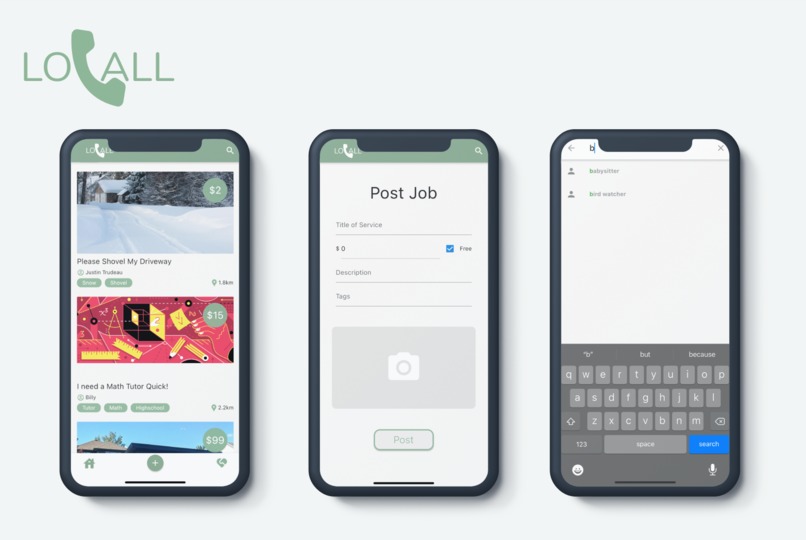 LOCALL
LOCALL
$2
Please Shovel My Driveway
Justin Trudeau
Snow
Shovel
1.8km
$15
I need a Math Tutor Quick!
Billy
Tutor
Math
Highschool
2.2km
$99
+
LOCALL
Post Job
Title of Service
$ 0
Free
Description
Tags
Post
b
babysitter
bird watcher
"b" but because
q w e r t y u i o p
a s d f g h j k l
z x c v b n m
123 space search